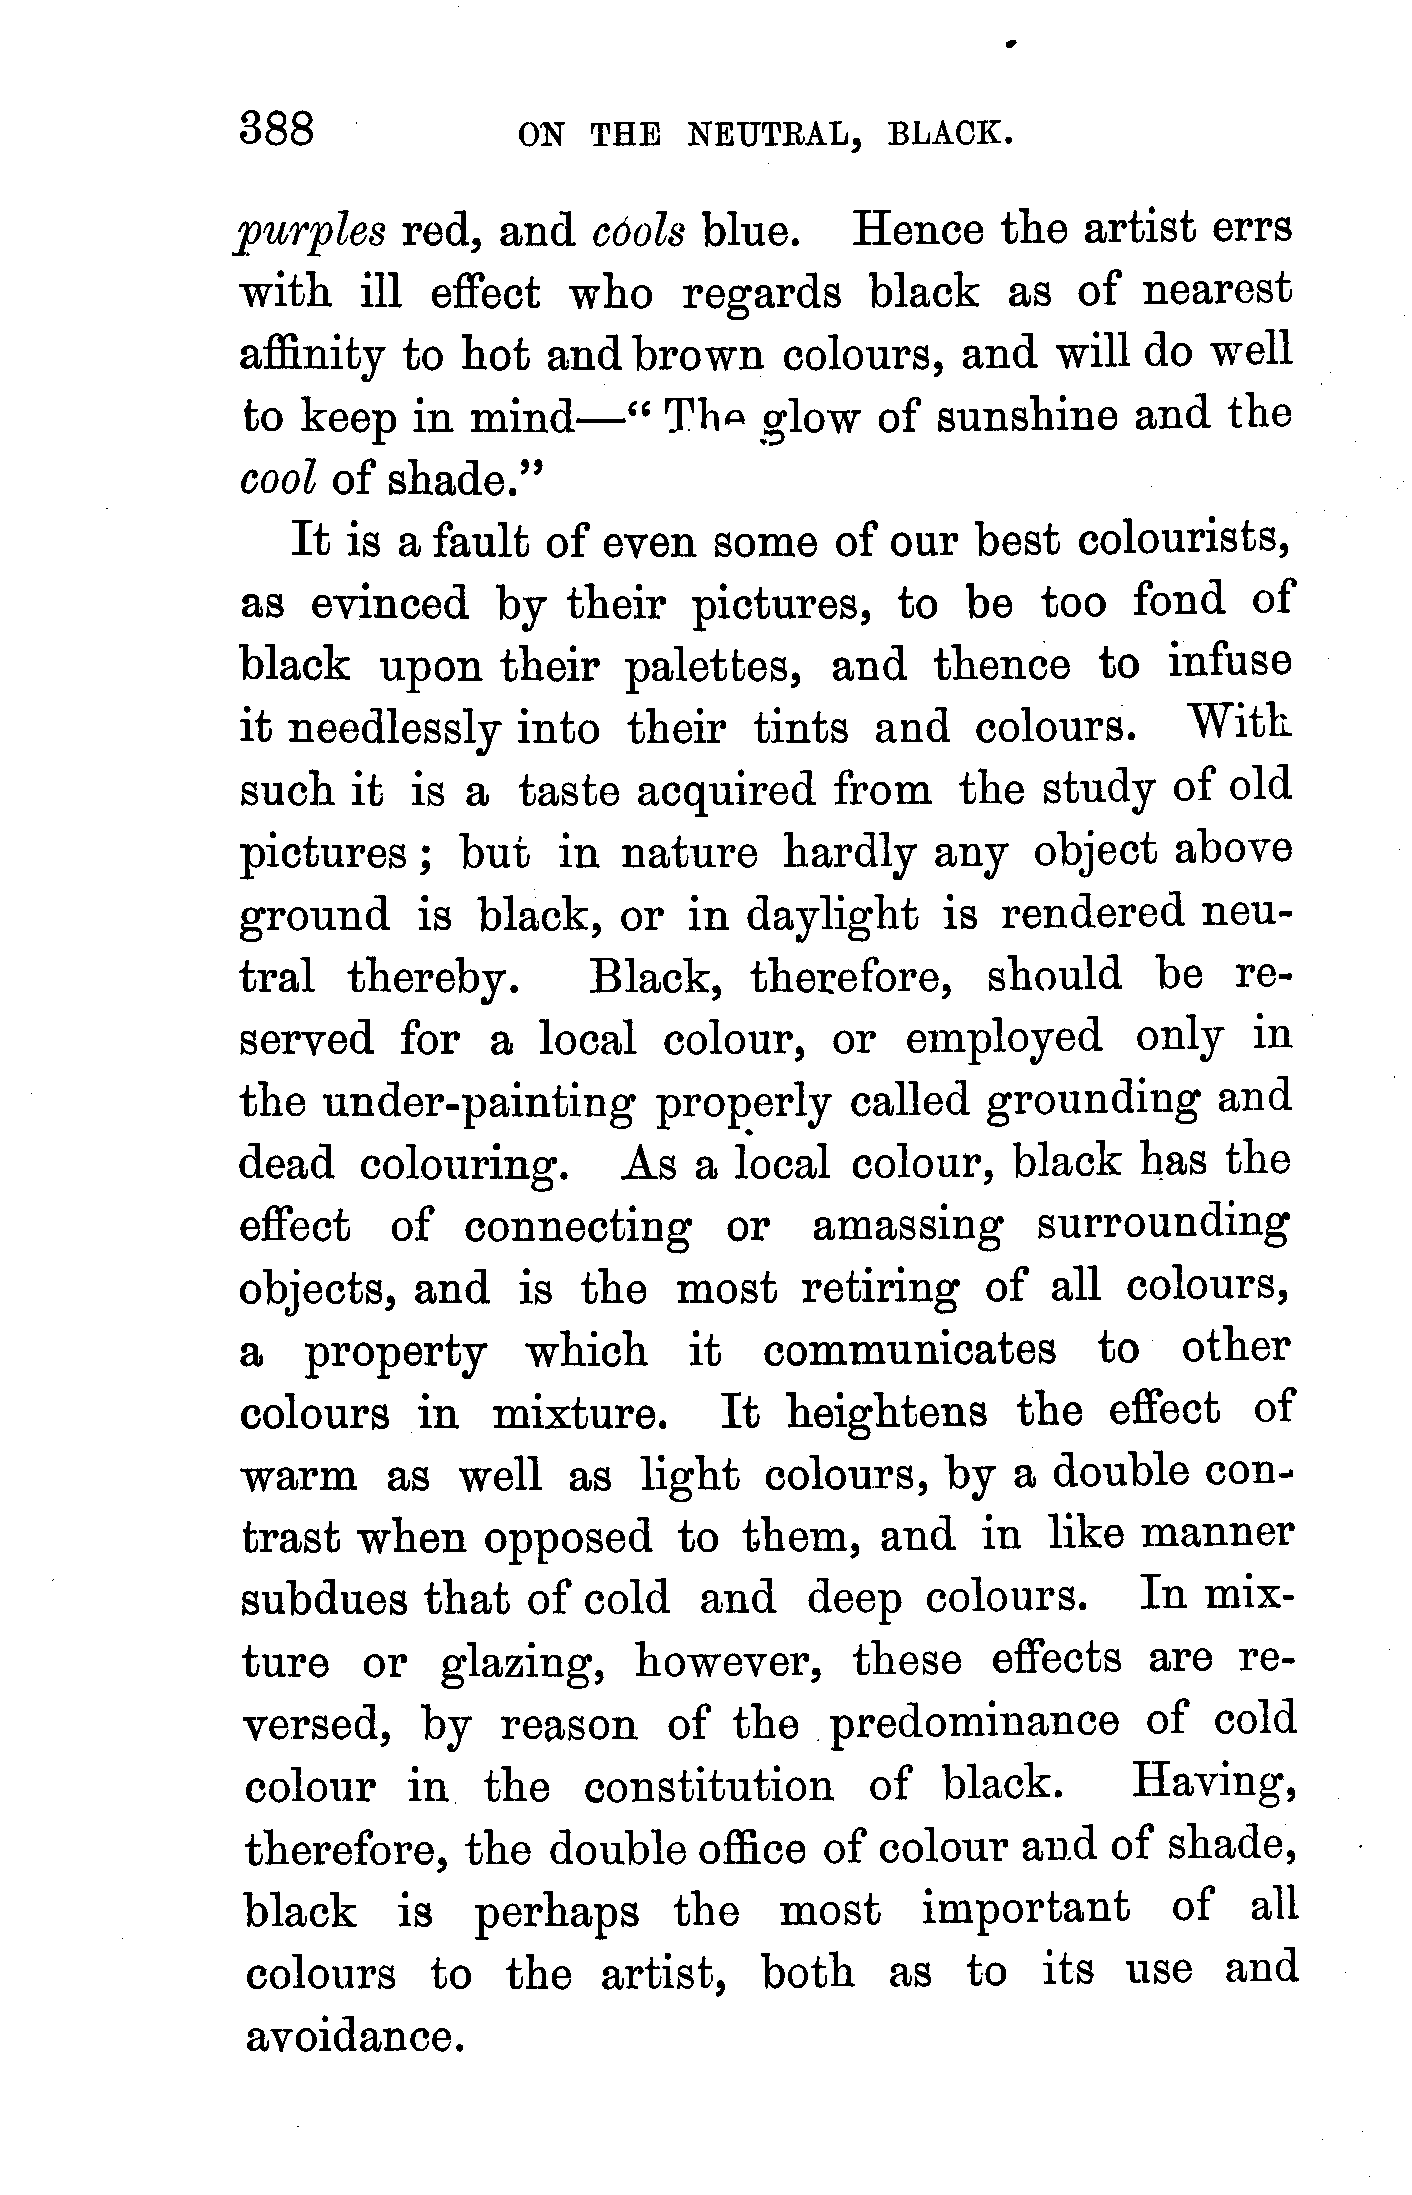 388 ON THE NEUTRAL, BLACK.
purples red, and cools blue. Hence the artist errs
with ill effect who regards black as of nearest
affinity to hot and brown colours, and will do well
to keep in mind—“ The glow of sunshine and the
cool of shade.”
It is a fault of even some of our best colourists,
as evinced by their pictures, to be too fond of
black upon their palettes, and thence to infuse
it needlessly into their tints and colours. With
such it is a taste acquired from the study of old
pictures ; but in nature hardly any object above
ground is black, or in daylight is rendered neu-
tral thereby. Black, therefore, should be re-
served for a local colour, or employed only in
the under-painting properly called grounding and
dead colouring. As a local colour, black has the
effect of connecting or amassing surrounding
objects, and is the most retiring of all colours,
a property which it communicates to other
colours in mixture. It heightens the effect of
warm as well as light colours, by a double con-
trast when opposed to them, and in like manner
subdues that of cold and deep colours. In mix-
ture or glazing, however, these effects are re-
versed, by reason of the predominance of cold
colour in the constitution of black. Having,
therefore, the double office of colour and of shade,
black is perhaps the most important of all
colours to the artist, both as to its use and
avoidance.